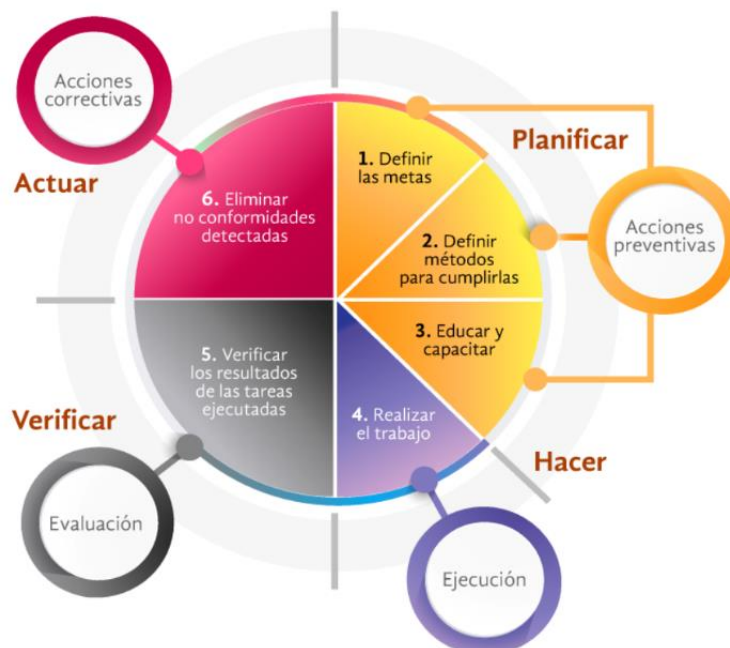 Acciones
correctivas
Actuar
Planificar
Acciones
preventivas
1. Definir
las metas
2. Definir
métodos
para cumplirlas
3. Educar y
capacitar
Hacer
4. Realizar
el trabajo
Ejecución
5. Verificar
los resultados
de las tareas
ejecutadas
Verificar
Evaluación
6. Eliminar
no conformidades
detectadas